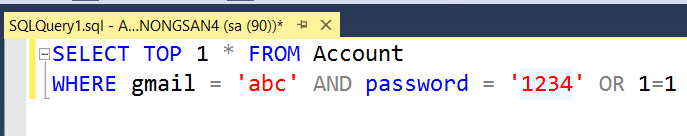 SQLQuery1.sql - A...NONGSAN4 (sa (90))*
SELECT TOP 1 * FROM Account
WHERE gmail = 'abc' AND password = '1234' OR 1=1